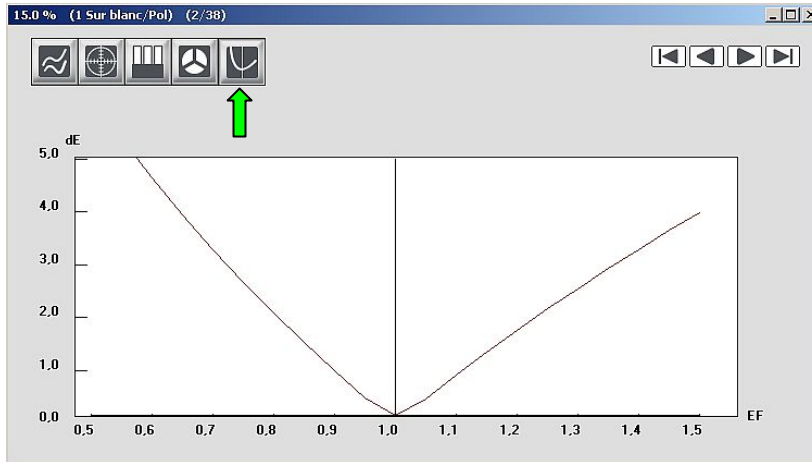 15.0 % (1 Sur blanc/Pol) (2/38)
dE
5,0
4,0
3,0
2,0
1,0
0,0
0,5 0,6 0,7 0,8 0,9 1,0 1,1 1,2 1,3 1,4 1,5 EF